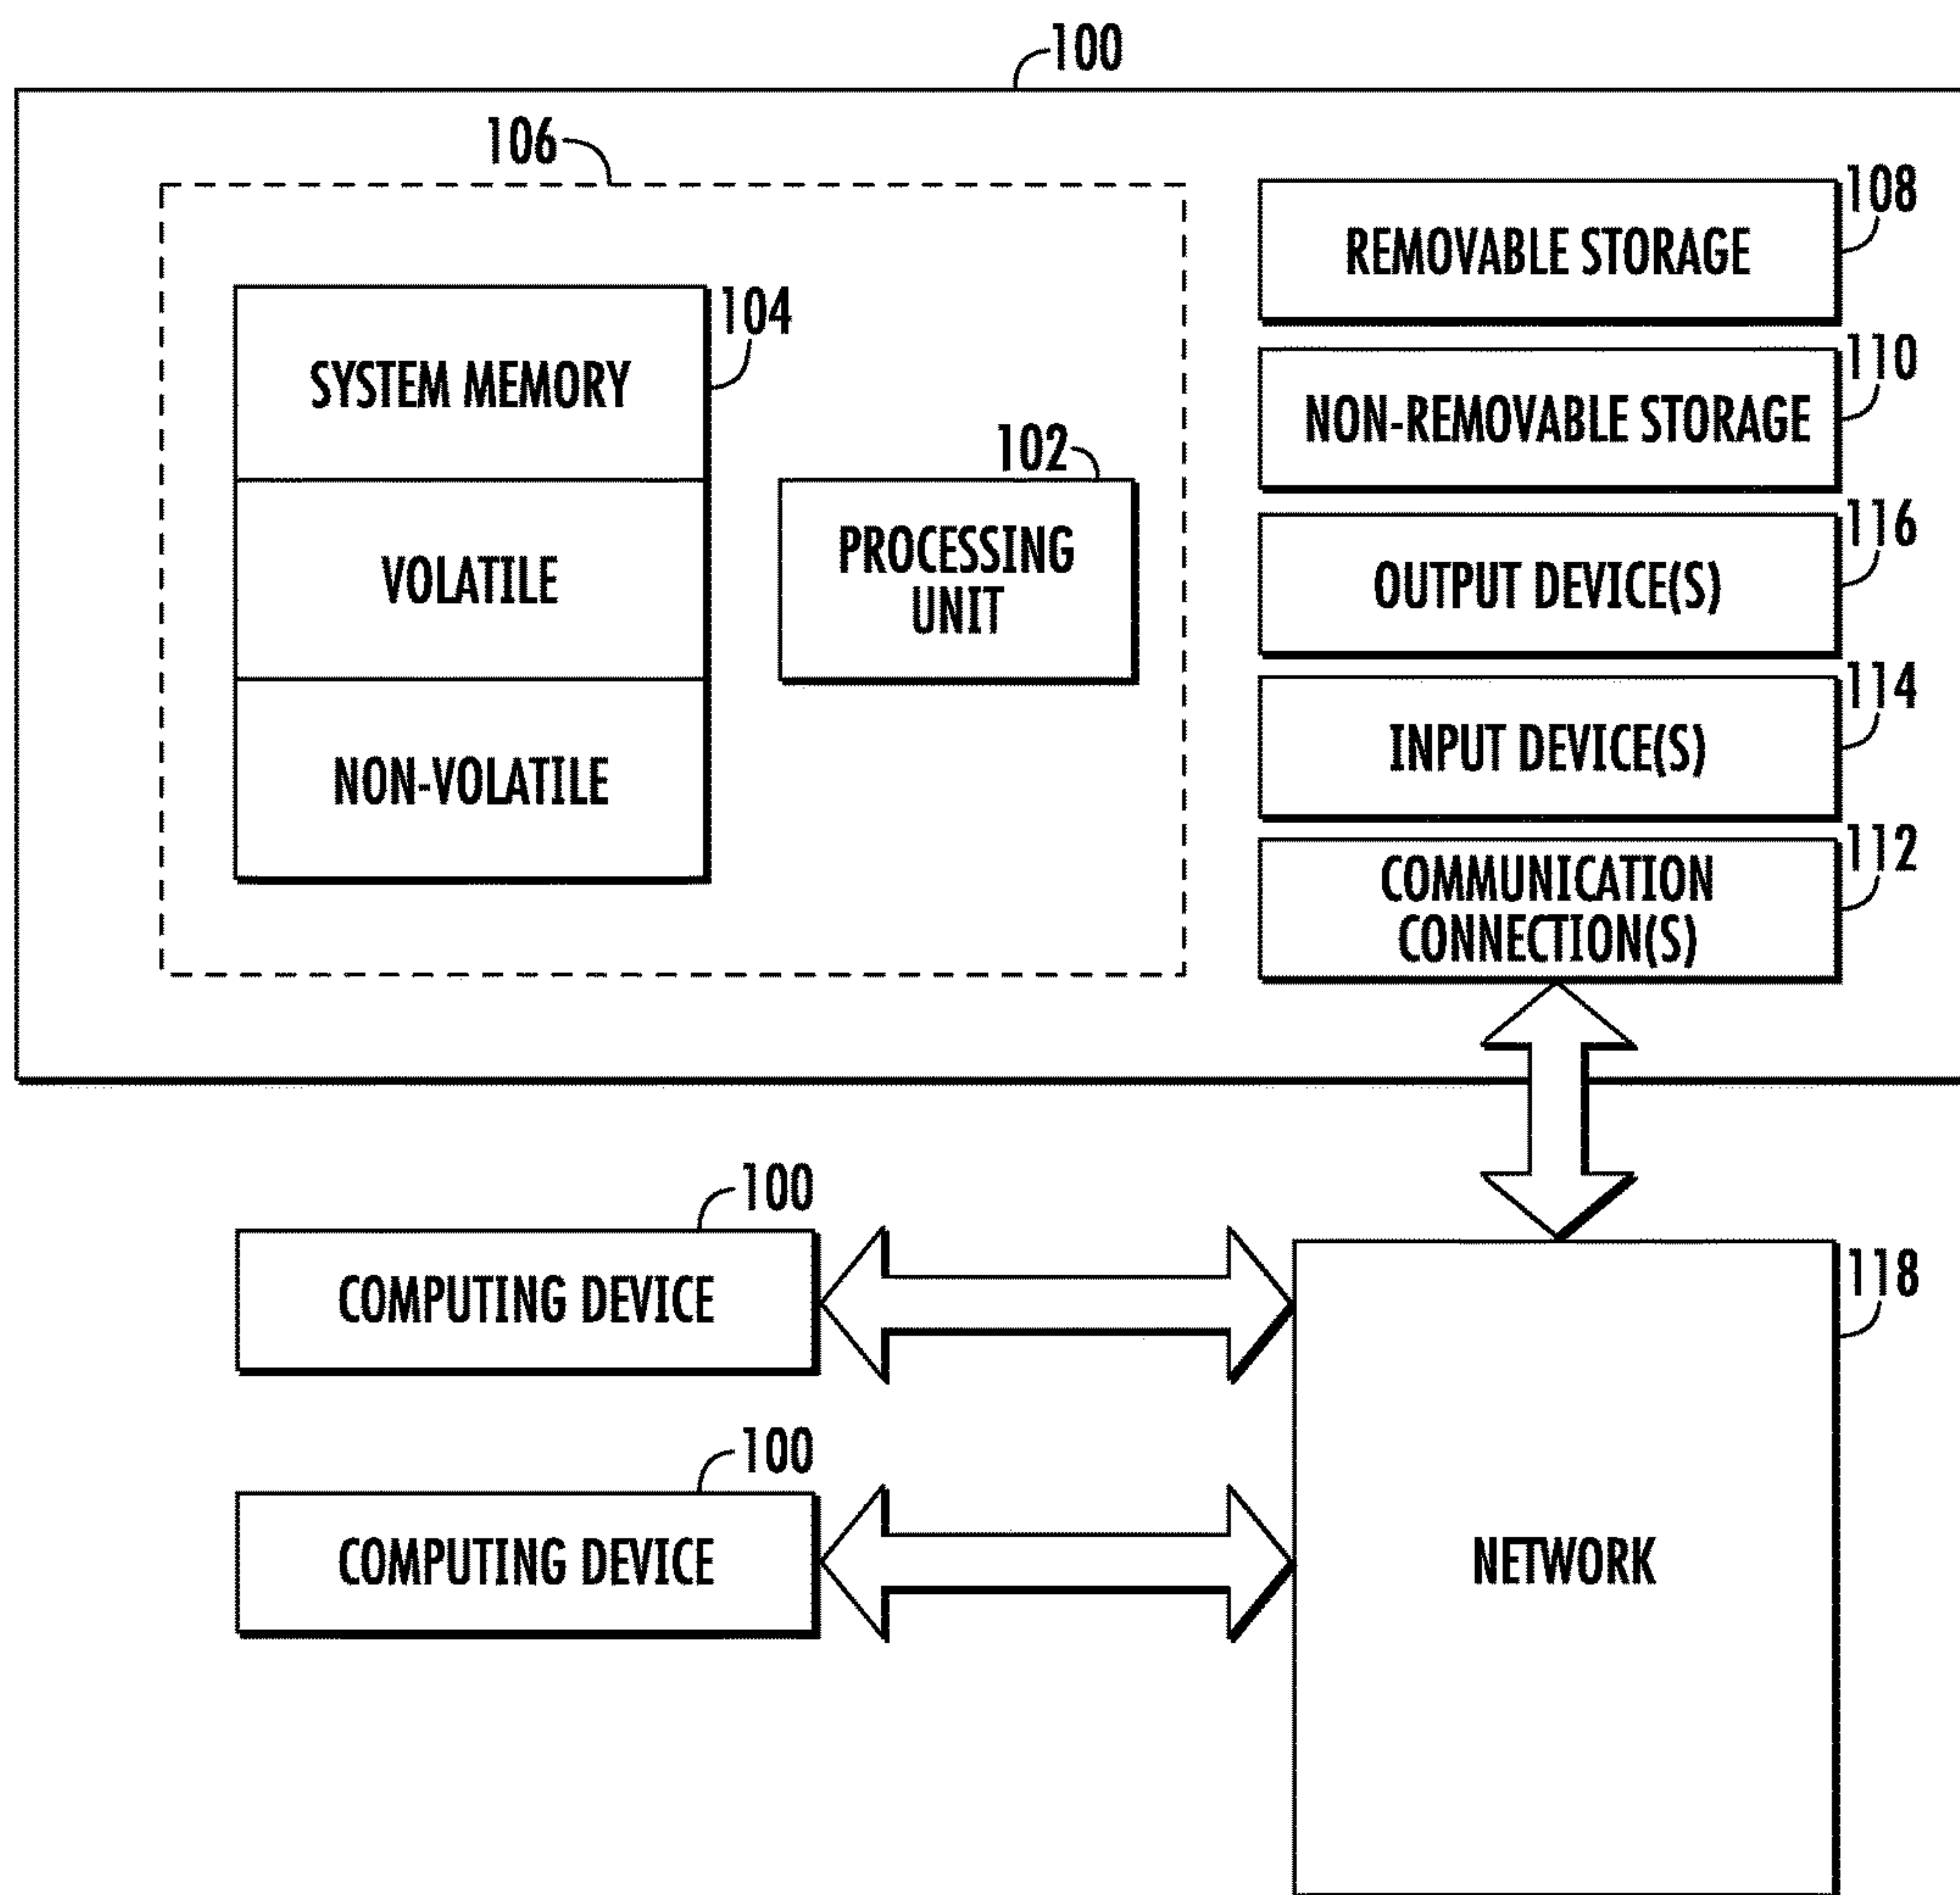 100
106
SYSTEM MEMORY
104
VOLATILE
NON-VOLATILE
102
PROCESSING
UNIT
REMOVABLE STORAGE
108
NON-REMOVABLE STORAGE
110
OUTPUT DEVICE(S)
116
INPUT DEVICE(S)
114
COMMUNICATION
CONNECTION(S)
112
100
COMPUTING DEVICE
100
COMPUTING DEVICE
118
NETWORK